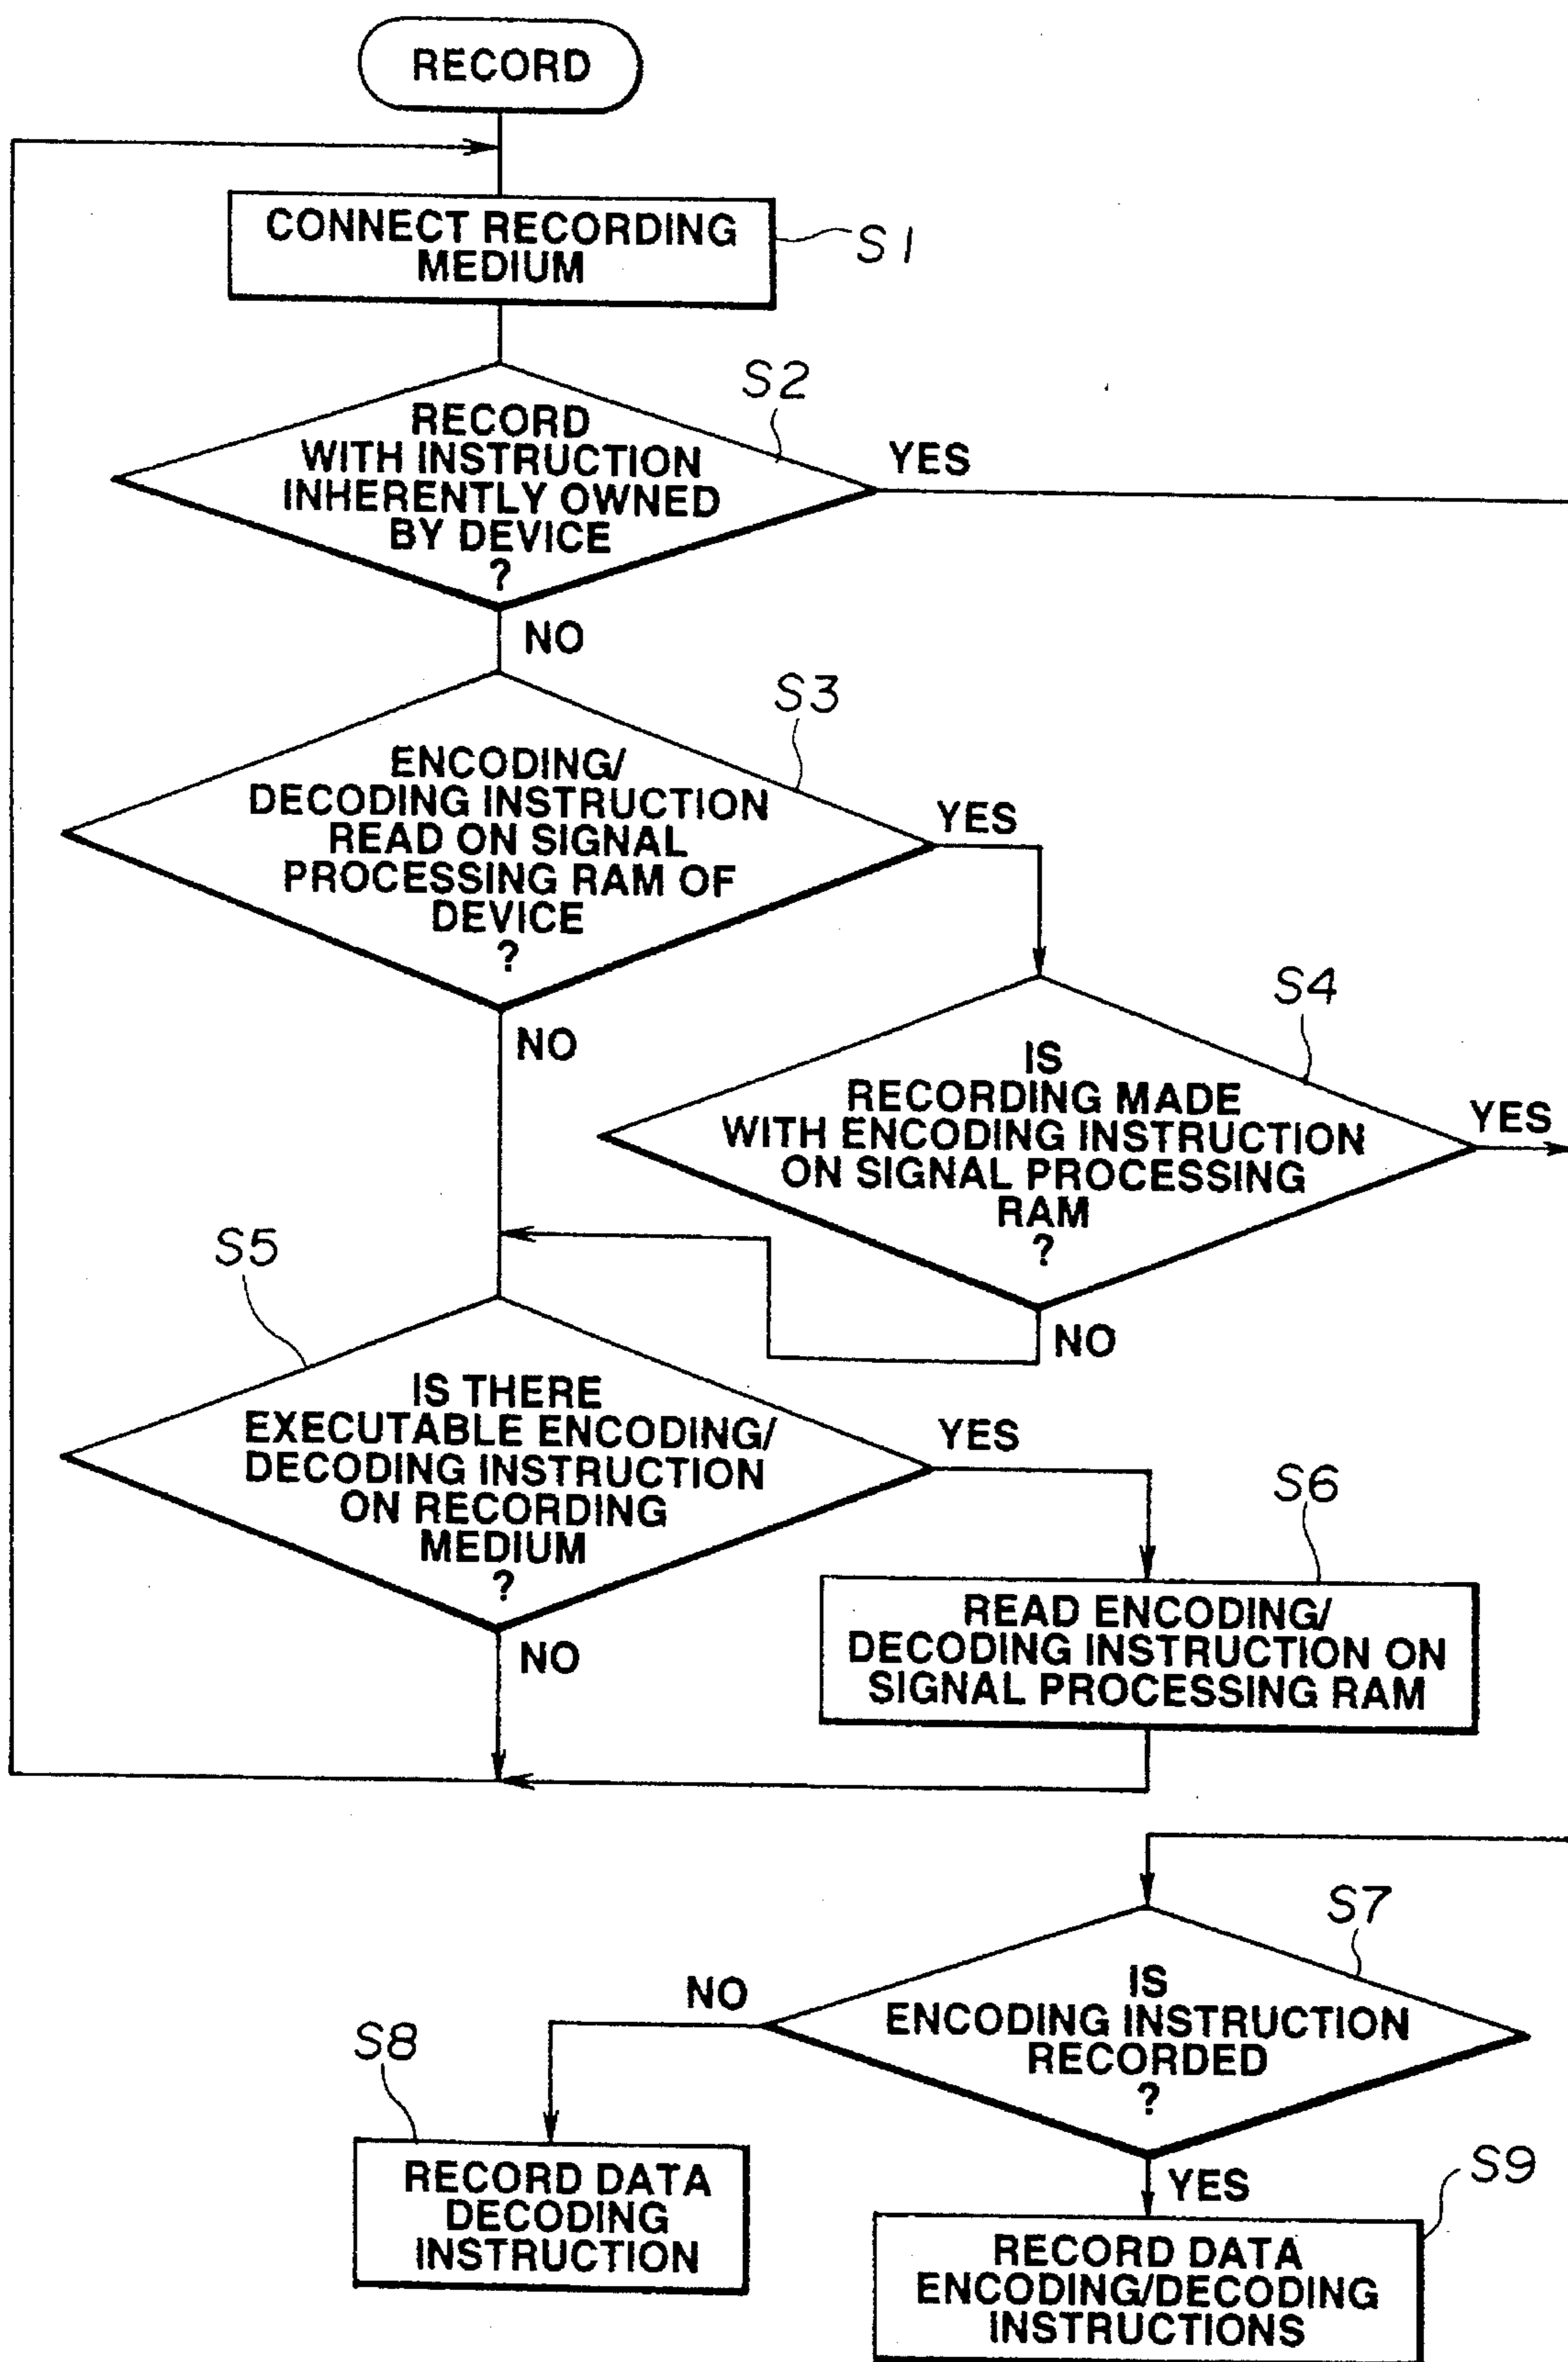 RECORD
CONNECT RECORDING
MEDIUM
S1
S2
RECORD
WITH INSTRUCTION
INHERENTLY OWNED
BY DEVICE
?
YES
NO
S3
ENCODING/
DECODING INSTRUCTION
READ ON SIGNAL
PROCESSING RAM OF
DEVICE
?
YES
NO
S4
IS
RECORDING MADE
WITH ENCODING INSTRUCTION
ON SIGNAL PROCESSING
RAM
?
YES
NO
S5
IS THERE
EXECUTABLE ENCODING/
DECODING INSTRUCTION
ON RECORDING
MEDIUM
?
YES
NO
S6
READ ENCODING/
DECODING INSTRUCTION ON
SIGNAL PROCESSING RAM
S7
IS
ENCODING INSTRUCTION
RECORDED
?
NO
YES
S8
RECORD DATA
DECODING
INSTRUCTION
S9
RECORD DATA
ENCODING/DECODING
INSTRUCTIONS